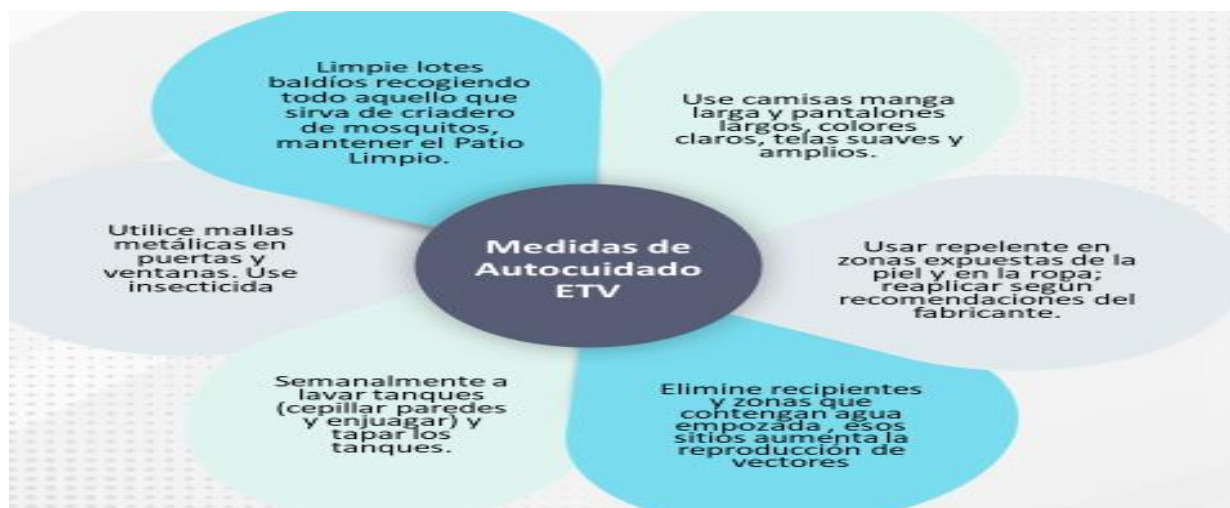 Limpie lotes
baldíos recogiendo
todo aquello que
sirva de criadero
de mosquitos,
mantener el Patio
Limpio.
Use camisas manga
larga y pantalones
largos, colores
claros, telas suaves y
amplios.
Utilice mallas
metálicas en
puertas y
ventanas. Use
insecticida
Medidas de
Autocuidado
ETV
Usar repelente en
zonas expuestas de la
piel y en la ropa;
reaplicar según
recomendaciones del
fabricante.
Semanalmente a
lavar tanques
(cepillar paredes
y enjuagar) y
tapar los
tanques.
Elimine recipientes
y zonas que
contengan agua
empozada , esos
sitios aumenta la
reproducción de
vectores